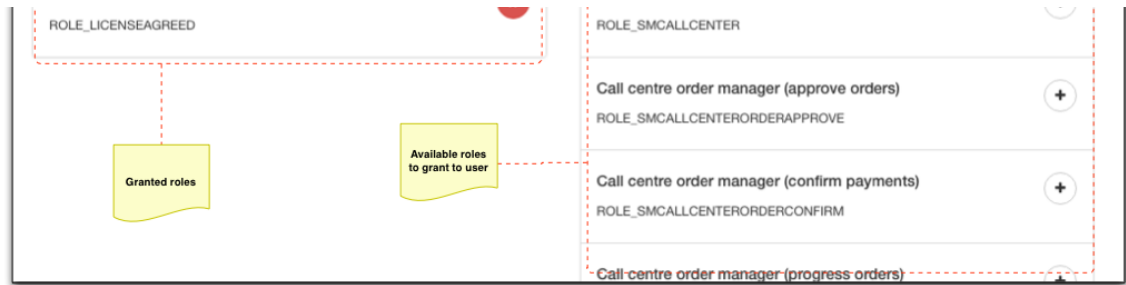 ROLE_LICENSEAGREED
Granted roles
Available roles
to grant to user
ROLE_SMCALLCENTER
Call centre order manager (approve orders)
ROLE_SMCALLCENTERORDERAPPROVE
Call centre order manager (confirm payments)
ROLE_SMCALLCENTERORDERCONFIRM
Call centre order manager (progress orders)